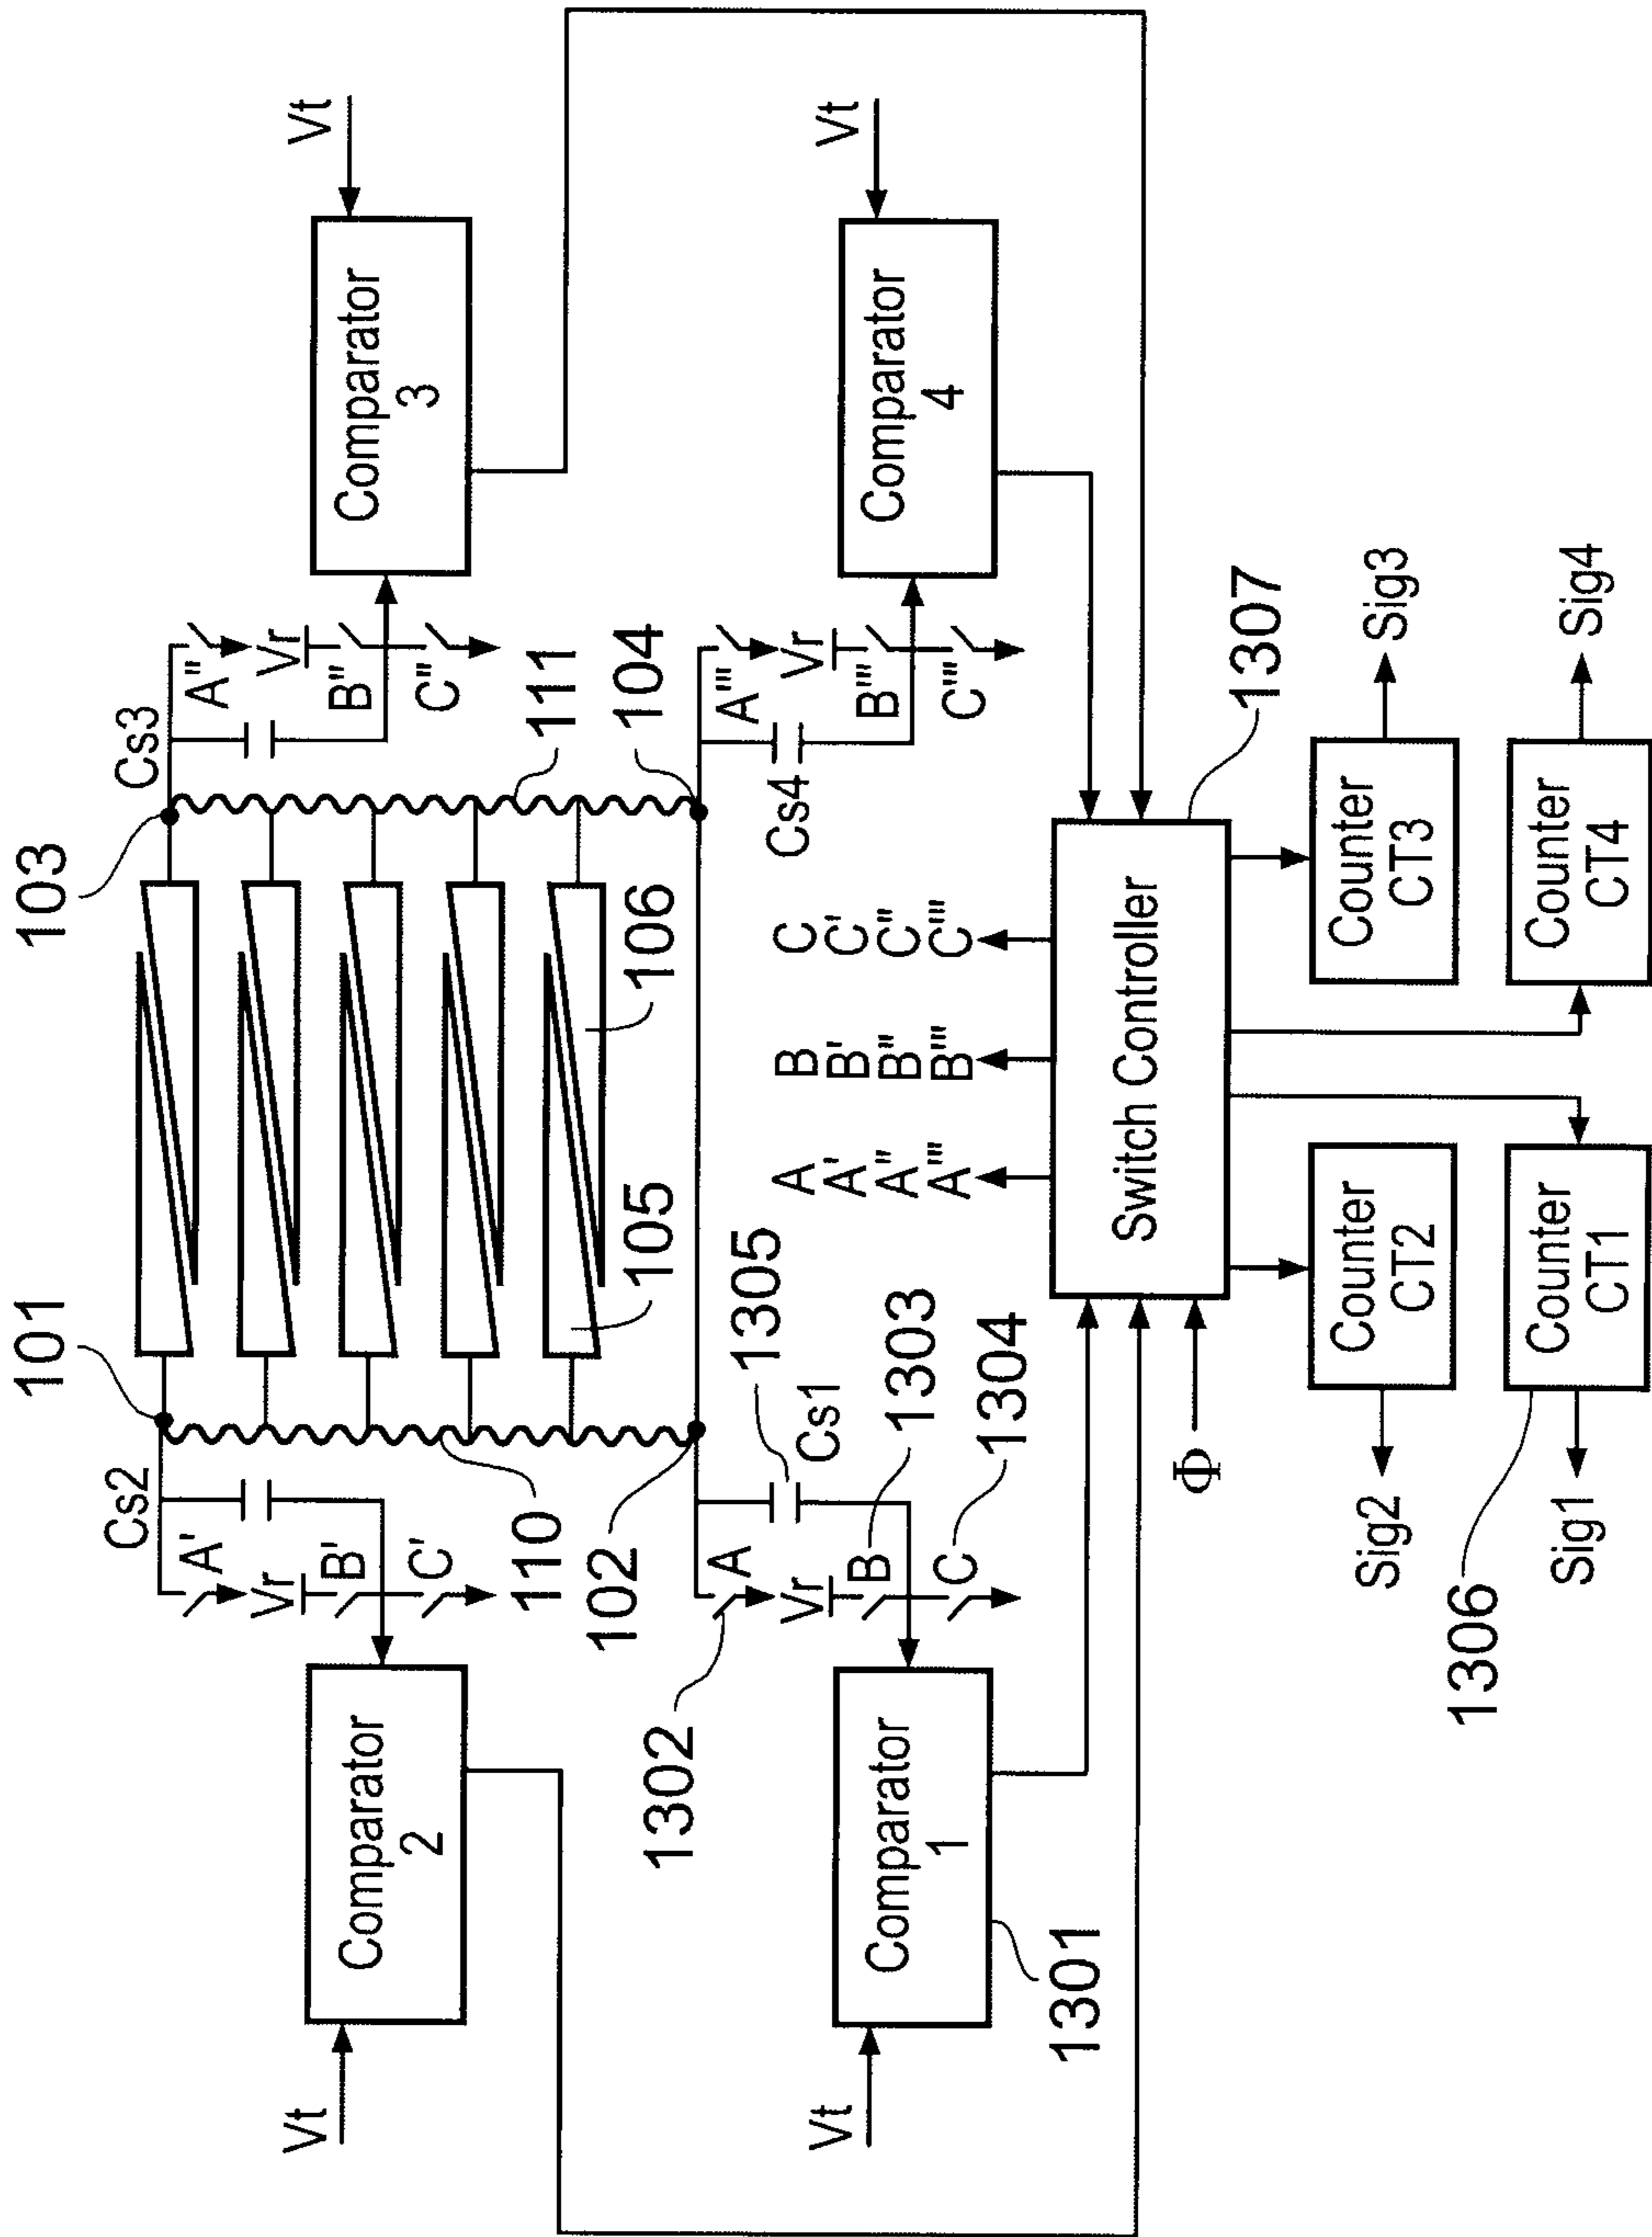 101
103
Cs2
Cs3
A'
Vr
B'
C'
A''
Vr
B''
C''
Vt
Comparator
2
Comparator
3
Vt
110
111
105
106
102
104
1302
A
Vr
B
C
1305
Cs1
1303
1304
Cs4
A'''
Vr
B'''
C'''
Vt
Comparator
1
1301
Comparator
4
Vt
A
A'
A''
A'''
B
B'
B''
B'''
C
C'
C''
C'''
Φ
Switch Controller
1307
Sig2
Counter
CT2
Counter
CT3
Sig3
1306
Sig1
Counter
CT1
Counter
CT4
Sig4